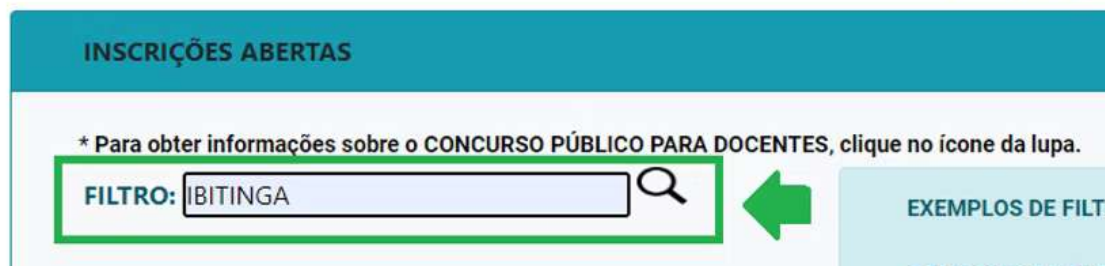 INSCRIÇÕES ABERTAS
* Para obter informações sobre o CONCURSO PÚBLICO PARA DOCENTES, clique no ícone da lupa.
FILTRO: IBITINGA
EXEMPLOS DE FILT